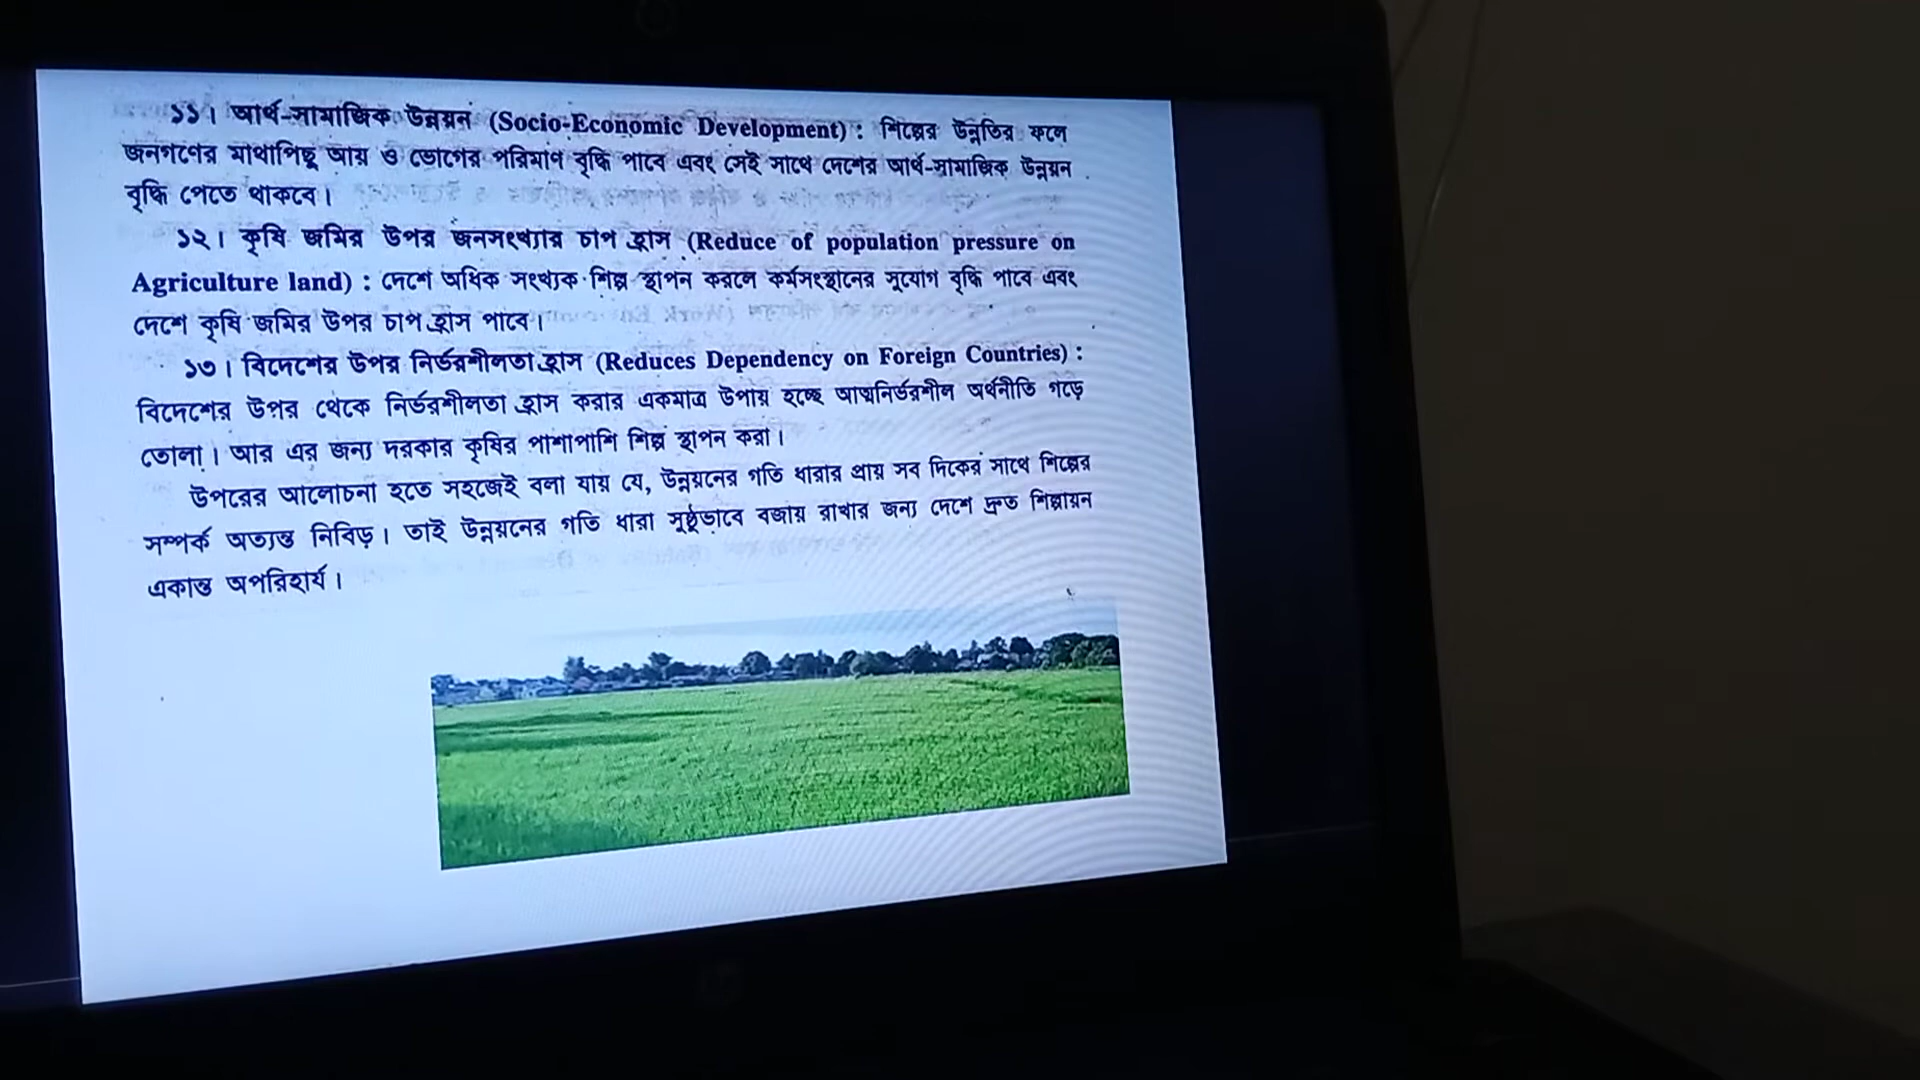 ১১। আর্থ-সামাজিক উন্নয়ন (Socio-Economic Development) : শিল্পের উন্নতির ফলে
জনগণের মাথাপিছু আয় ও ভোগের পরিমাণ বৃদ্ধি পাবে এবং সেই সাথে দেশের আর্থ-সামাজিক উন্নয়ন
বৃদ্ধি পেতে থাকবে।
১২। কৃষি জমির উপর জনসংখ্যার চাপ হ্রাস (Reduce of population pressure on
Agriculture land) : দেশে অধিক সংখ্যক শিল্প স্থাপন করলে কর্মসংস্থানের সুযোগ বৃদ্ধি পাবে এবং
দেশে কৃষি জমির উপর চাপ হ্রাস পাবে।
১৩। বিদেশের উপর নির্ভরশীলতা হ্রাস (Reduces Dependency on Foreign Countries) :
বিদেশের উপর থেকে নির্ভরশীলতা হ্রাস করার একমাত্র উপায় হচ্ছে আত্মনির্ভরশীল অর্থনীতি গড়ে
তোলা। আর এর জন্য দরকার কৃষির পাশাপাশি শিল্প স্থাপন করা।
উপরের আলোচনা হতে সহজেই বলা যায় যে, উন্নয়নের গতি ধারার প্রায় সব দিকের সাথে শিল্পের
সম্পর্ক অত্যন্ত নিবিড়। তাই উন্নয়নের গতি ধারা সুষ্ঠুভাবে বজায় রাখার জন্য দেশে দ্রুত শিল্পায়ন
একান্ত অপরিহার্য।